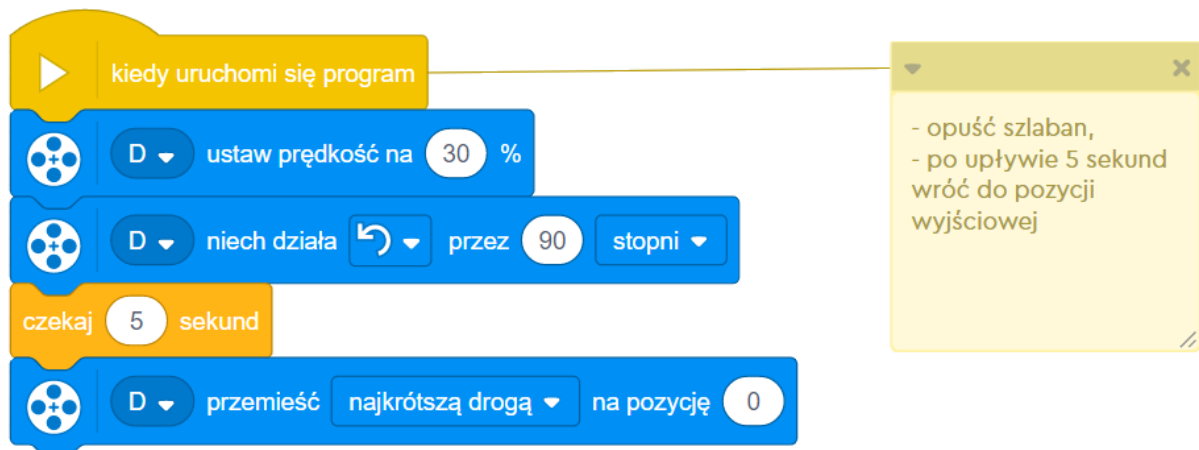 kiedy uruchomi się program
D ustaw prędkość na 30 %
D niech działa przez 90 stopni
czekaj 5 sekund
D przemieść najkrótszą drogą na pozycję 0
- opuść szlaban,
- po upływie 5 sekund
wróć do pozycji
wyjściowej